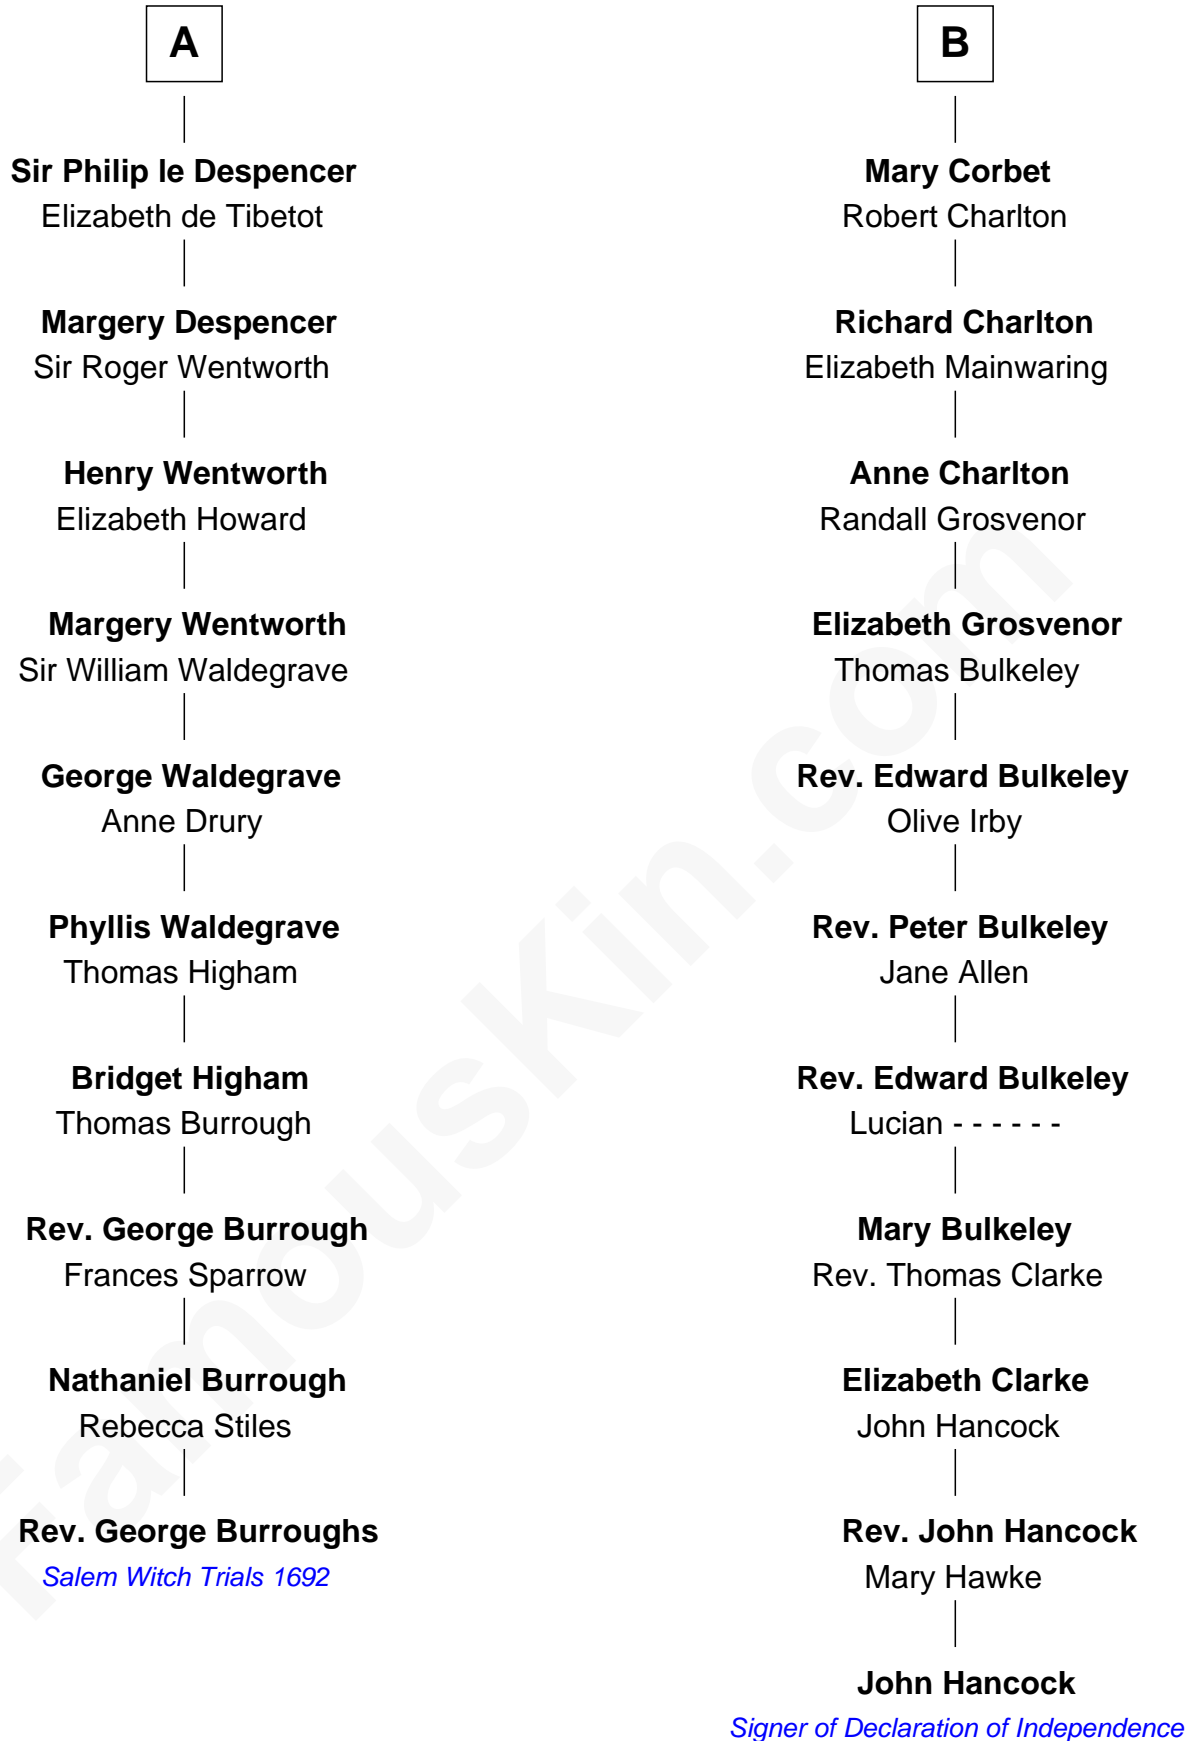 A
Sir Philip le Despencer
Elizabeth de Tibetot
Margery Despencer
Sir Roger Wentworth
Henry Wentworth
Elizabeth Howard
Margery Wentworth
Sir William Waldegrave
George Waldegrave
Anne Drury
Phyllis Waldegrave
Thomas Higham
Bridget Higham
Thomas Burrough
Rev. George Burrough
Frances Sparrow
Nathaniel Burrough
Rebecca Stiles
Rev. George Burroughs
Salem Witch Trials 1692
B
Mary Corbet
Robert Charlton
Richard Charlton
Elizabeth Mainwaring
Anne Charlton
Randall Grosvenor
Elizabeth Grosvenor
Thomas Bulkeley
Rev. Edward Bulkeley
Olive Irby
Rev. Peter Bulkeley
Jane Allen
Rev. Edward Bulkeley
Lucian - - - - - -
Mary Bulkeley
Rev. Thomas Clarke
Elizabeth Clarke
John Hancock
Rev. John Hancock
Mary Hawke
John Hancock
Signer of Declaration of Independence
FamousKin.com